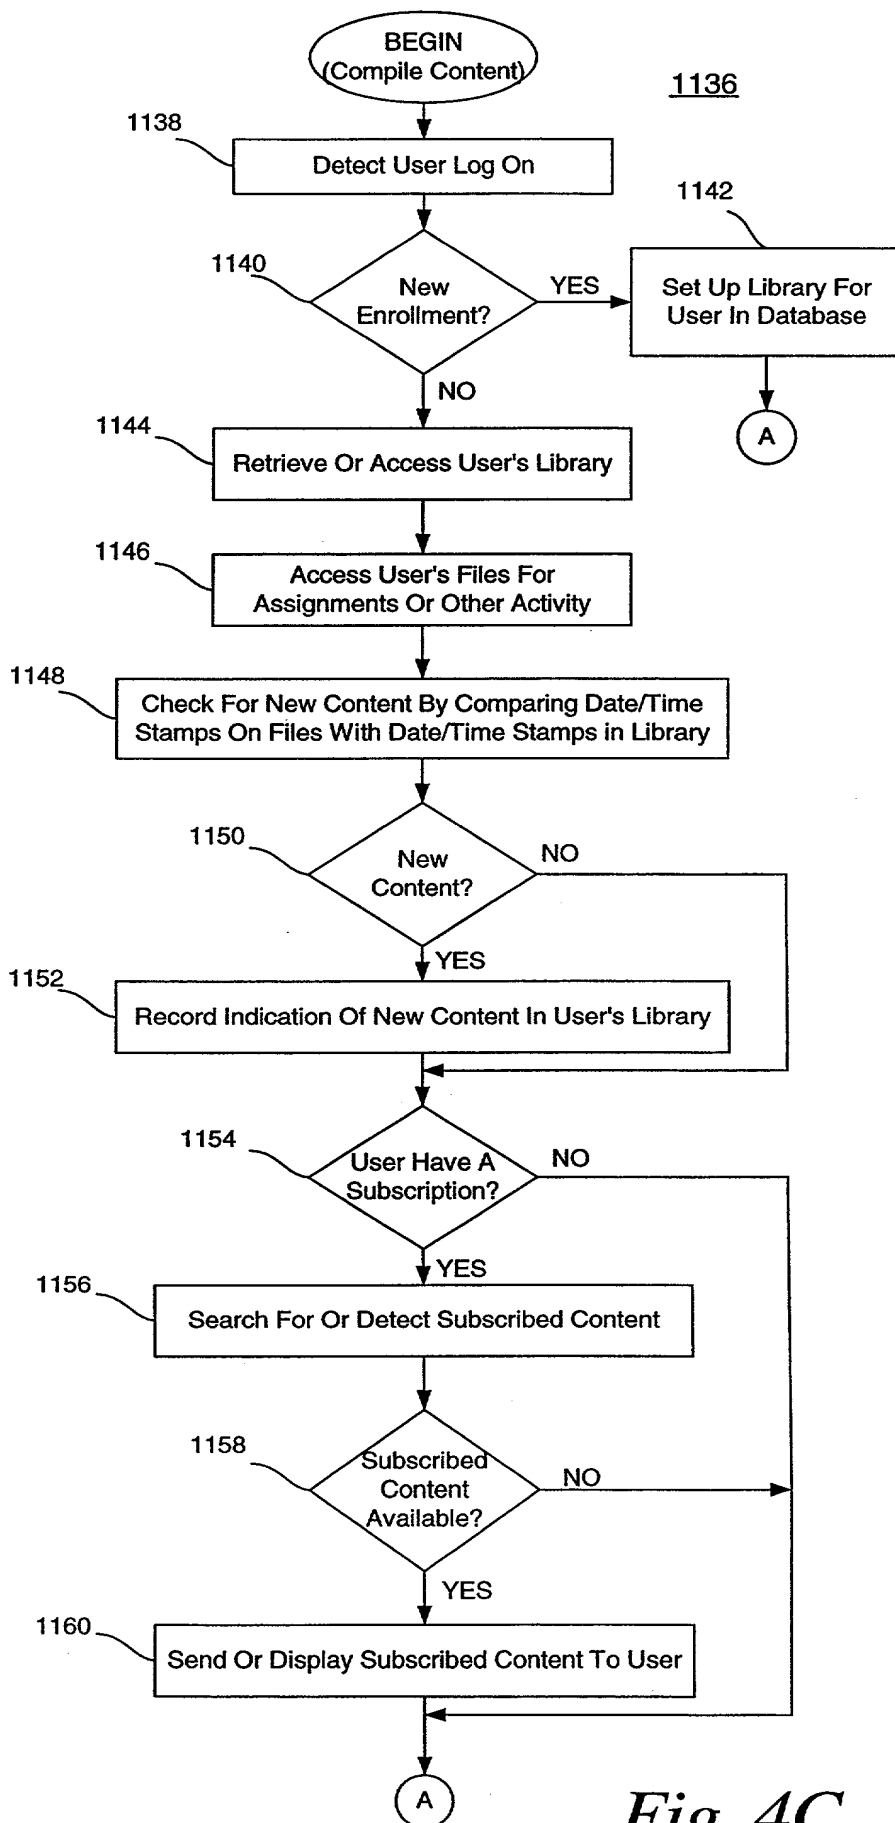 BEGIN
(Compile Content)
1136
1138
Detect User Log On
1142
1140
New
Enrollment?
YES
Set Up Library For
User In Database
NO
A
1144
Retrieve Or Access User's Library
1146
Access User's Files For
Assignments Or Other Activity
1148
Check For New Content By Comparing Date/Time
Stamps On Files With Date/Time Stamps in Library
1150
New
Content?
NO
YES
1152
Record Indication Of New Content In User's Library
1154
User Have A
Subscription?
NO
YES
1156
Search For Or Detect Subscribed Content
1158
Subscribed
Content
Available?
NO
YES
1160
Send Or Display Subscribed Content To User
A
Fig. 4C